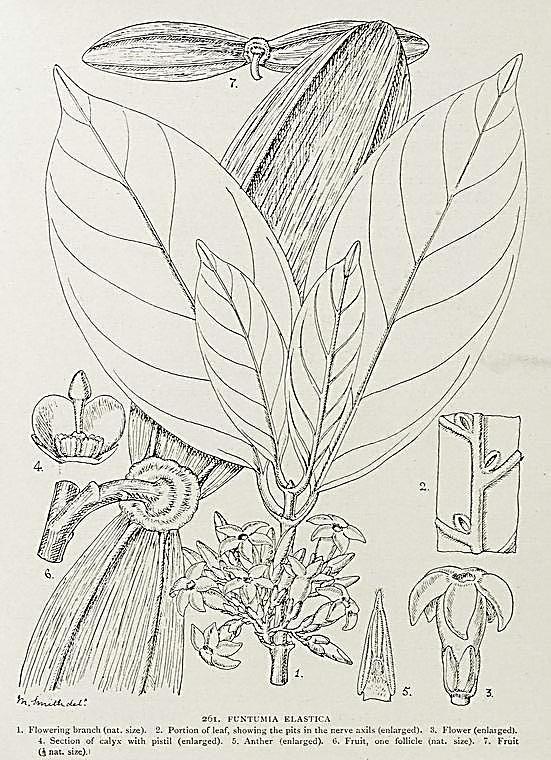 7.
4.
2.
6.
1.
5.
3.
M. Smith del.
261. FUNTUMIA ELASTICA
1. Flowering branch (nat. size). 2. Portion of leaf, showing the pits in the nerve axils (enlarged). 3. Flower (enlarged).
4. Section of calyx with pistil (enlarged). 5. Anther (enlarged). 6. Fruit, one follicle (nat. size). 7. Fruit
(½ nat. size).